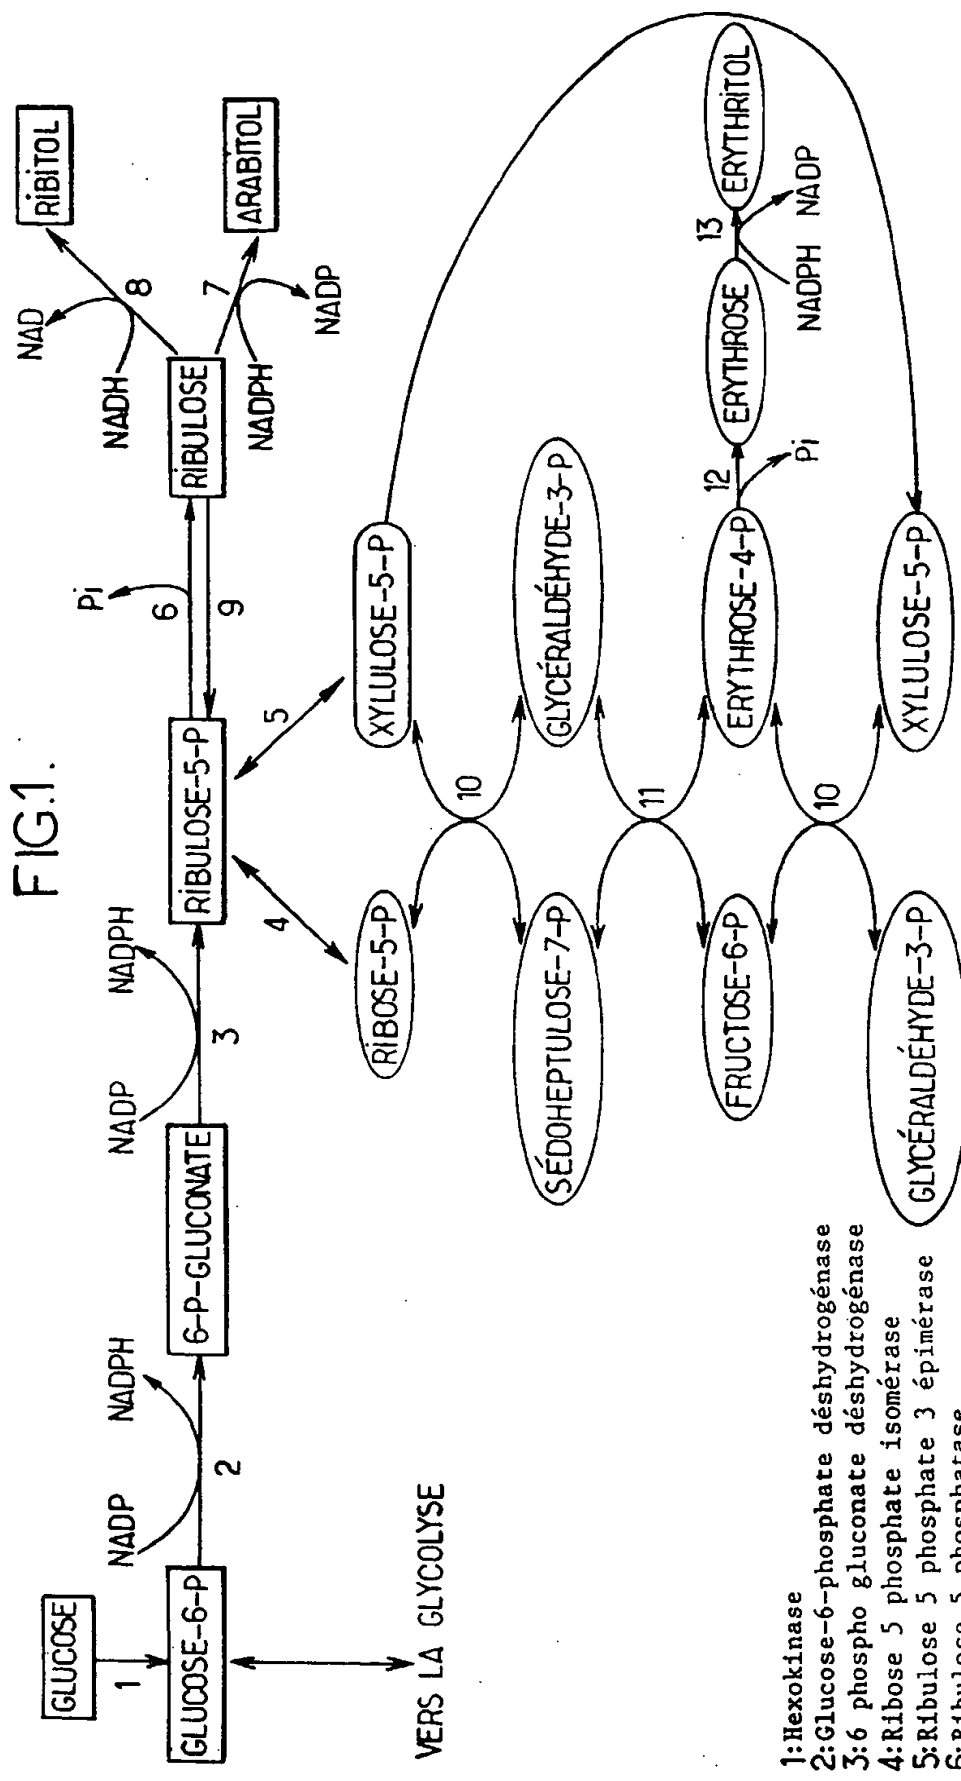 FIG.1.
GLUCOSE
1
GLUCOSE-6-P
VERS LA GLYCOLYSE
NADP
NADPH
2
6-P-GLUCONATE
NADP
NADPH
3
RIBULOSE-5-P
Pi
6
9
RIBULOSE
NADH
NAD
8
RIBITOL
7
NADPH
NADP
ARABITOL
4
5
RIBOSE-5-P
XYLULOSE-5-P
10
SÉDOHEPTULOSE-7-P
GLYCÉRALDÉHYDE-3-P
11
FRUCTOSE-6-P
ERYTHROSE-4-P
12
Pi
ERYTHROSE
13
NADPH
NADP
ERYTHRITOL
10
GLYCÉRALDÉHYDE-3-P
XYLULOSE-5-P
1:Hexokinase
2:Glucose-6-phosphate déshydrogénase
3:6 phospho gluconate déshydrogénase
4:Ribose 5 phosphate isomérase
5:Ribulose 5 phosphate 3 épimérase
6:Ribulose 5 phosphatase